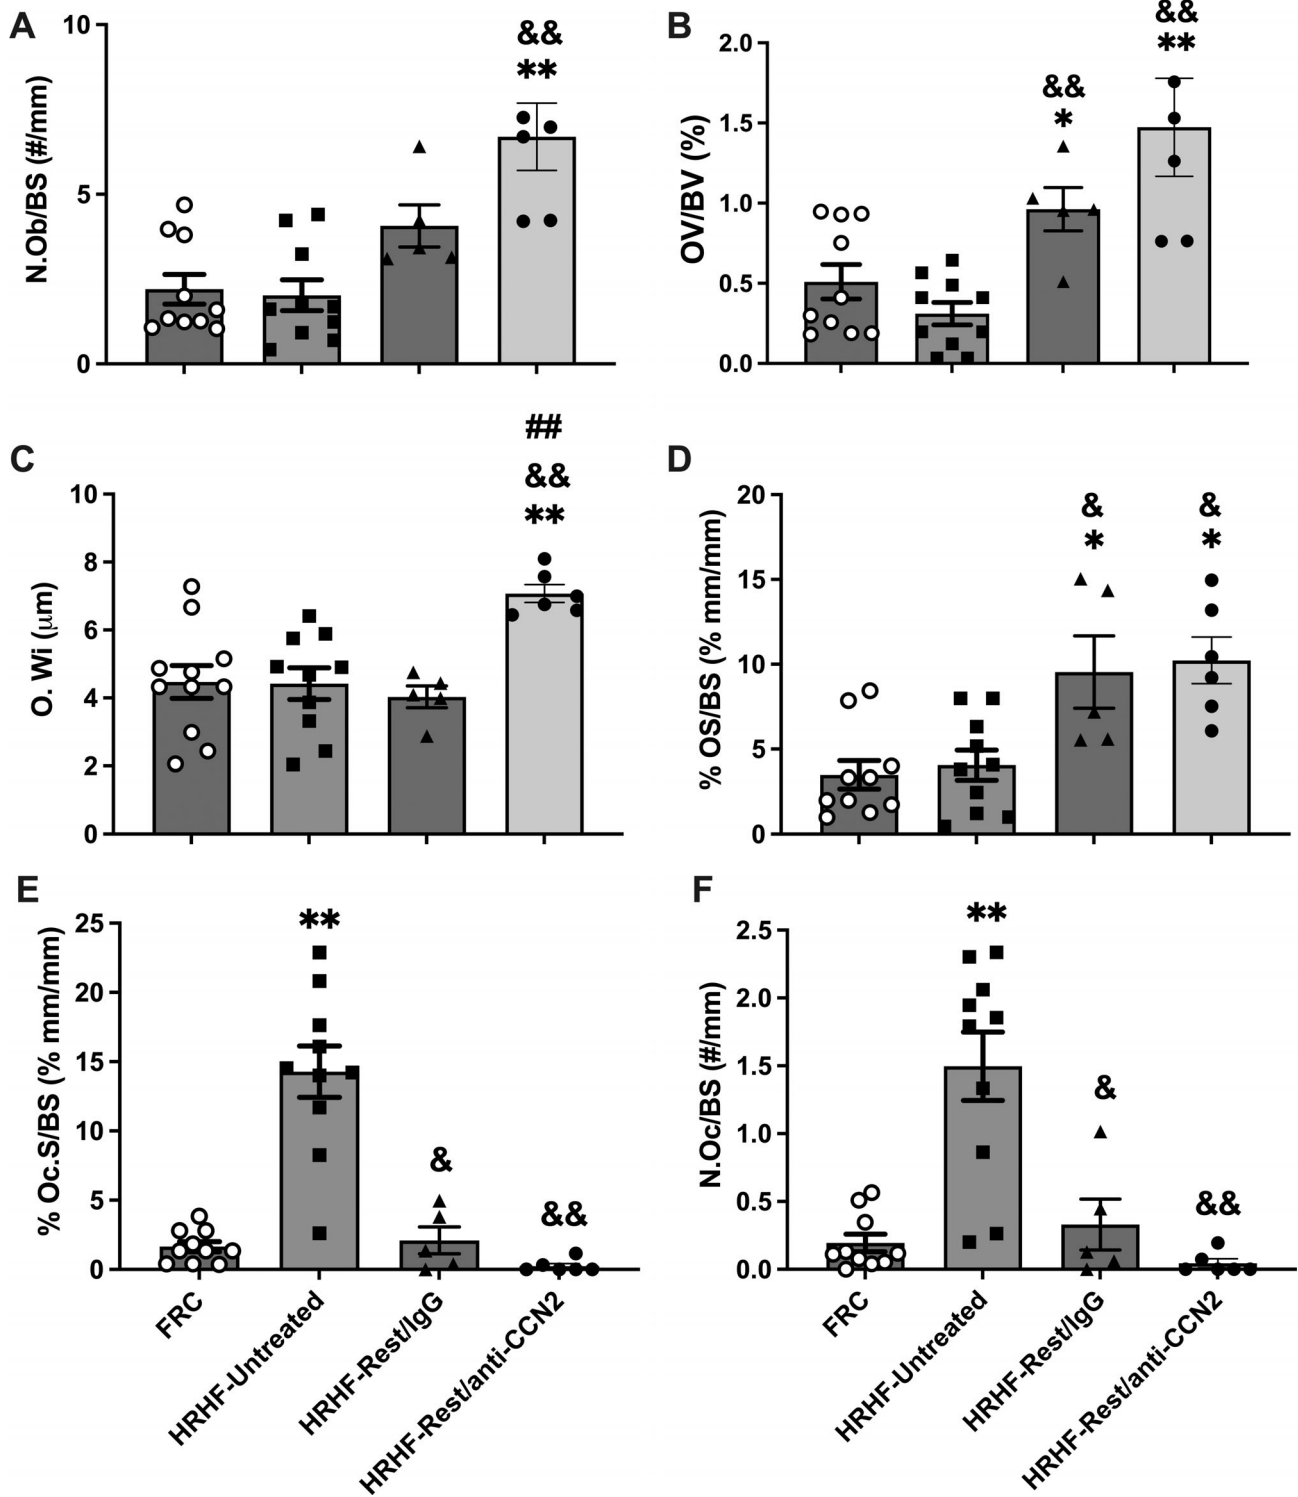 A
N.Ob/BS (#/mm)
10
5
0
&&
**
B
OV/BV (%)
2.0
1.5
1.0
0.5
0.0
&&
*
&&
**
C
O. Wi (μm)
10
8
6
4
2
0
##
&&
**
D
% OS/BS (% mm/mm)
20
15
10
5
0
&
*
&
*
E
% Oc.S/BS (% mm/mm)
25
20
15
10
5
0
**
&
&&
FRC
HRHF-Untreated
HRHF-Rest/IgG
HRHF-Rest/anti-CCN2
F
N.Oc/BS (#/mm)
2.5
2.0
1.5
1.0
0.5
0.0
**
&
&&
FRC
HRHF-Untreated
HRHF-Rest/IgG
HRHF-Rest/anti-CCN2